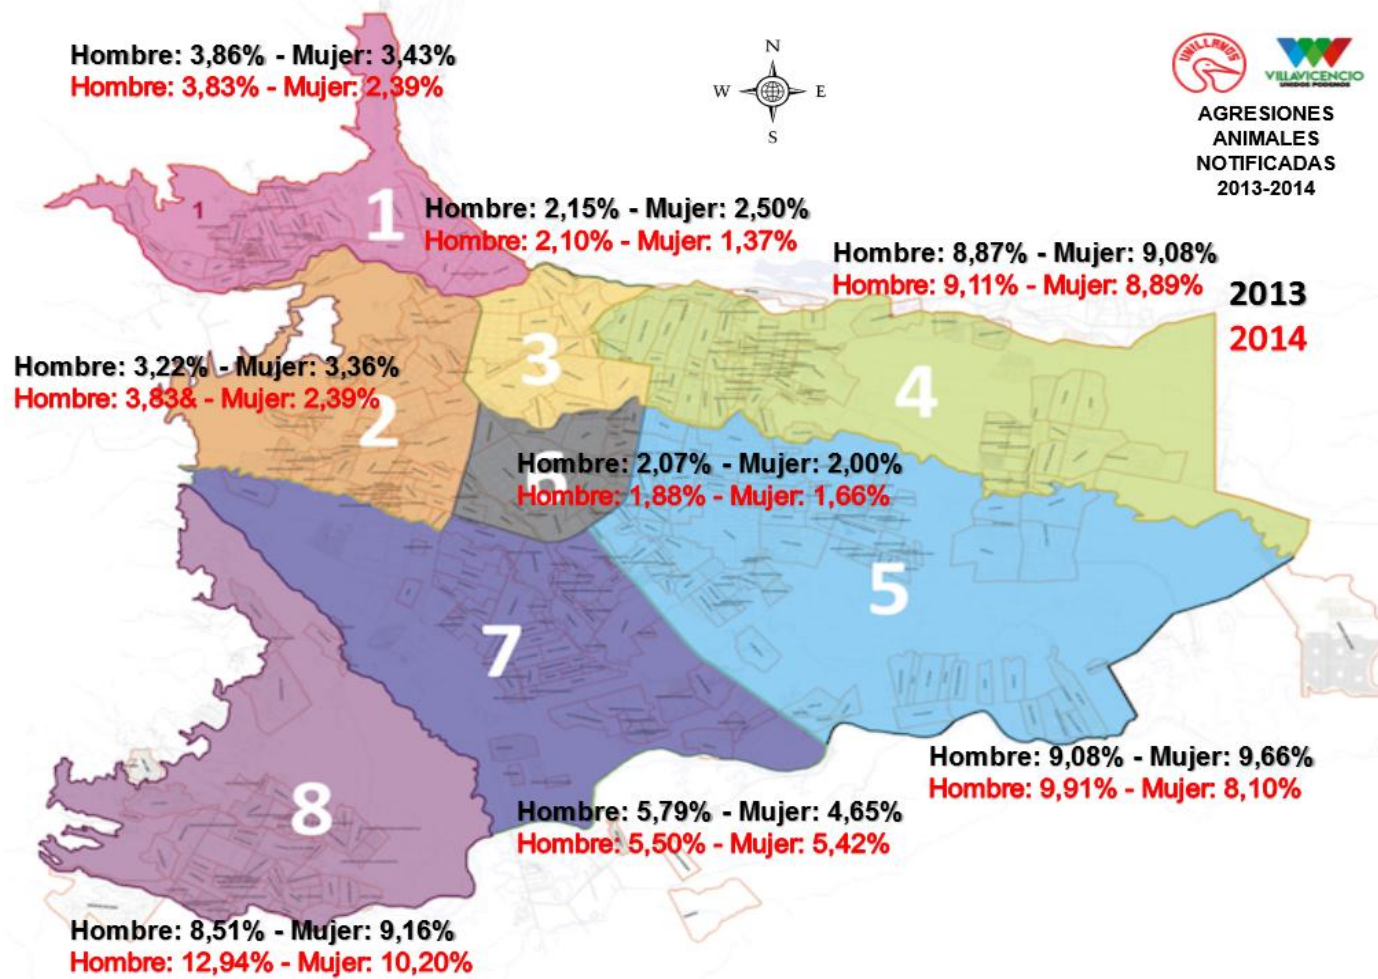 Hombre: 3,86% - Mujer: 3,43%
Hombre: 3,83% - Mujer: 2,39%
N
W E
S
UNILLANOS
VILLAVICENCIO
UNIDOS PODEMOS
AGRESIONES
ANIMALES
NOTIFICADAS
2013-2014
1
1
Hombre: 2,15% - Mujer: 2,50%
Hombre: 2,10% - Mujer: 1,37%
Hombre: 8,87% - Mujer: 9,08%
Hombre: 9,11% - Mujer: 8,89%
2013
2014
3
Hombre: 3,22% - Mujer: 3,36%
Hombre: 3,83& - Mujer: 2,39%
2
4
6
Hombre: 2,07% - Mujer: 2,00%
Hombre: 1,88% - Mujer: 1,66%
5
7
Hombre: 9,08% - Mujer: 9,66%
Hombre: 9,91% - Mujer: 8,10%
8
Hombre: 5,79% - Mujer: 4,65%
Hombre: 5,50% - Mujer: 5,42%
Hombre: 8,51% - Mujer: 9,16%
Hombre: 12,94% - Mujer: 10,20%